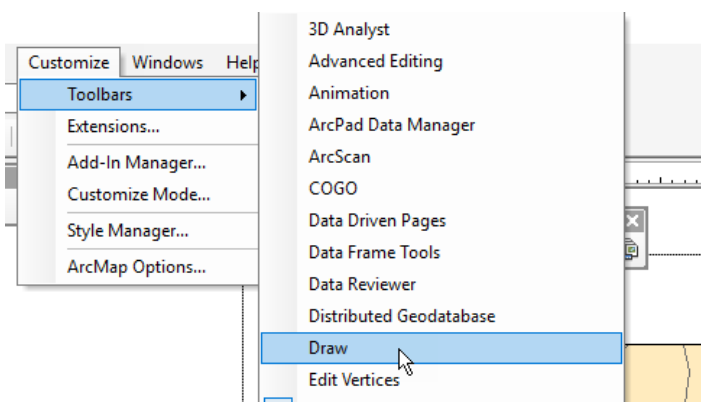 Customize Windows Help
Toolbars
Extensions...
Add-In Manager...
Customize Mode...
Style Manager...
ArcMap Options...
3D Analyst
Advanced Editing
Animation
ArcPad Data Manager
ArcScan
COGO
Data Driven Pages
Data Frame Tools
Data Reviewer
Distributed Geodatabase
Draw
Edit Vertices